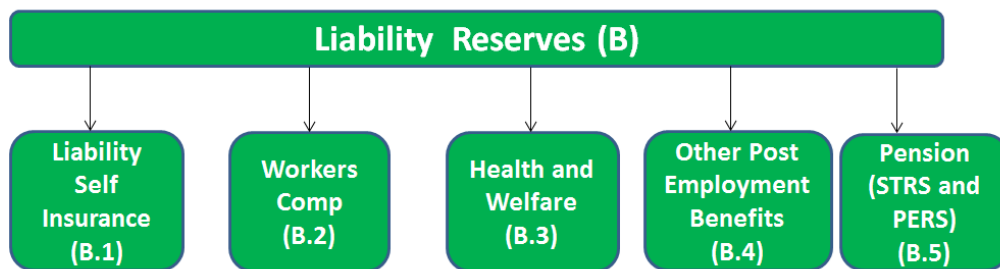 Liability Reserves (B)
Liability
Self
Insurance
(B.1)
Workers
Comp
(B.2)
Health and
Welfare
(B.3)
Other Post
Employment
Benefits
(B.4)
Pension
(STRS and
PERS)
(B.5)